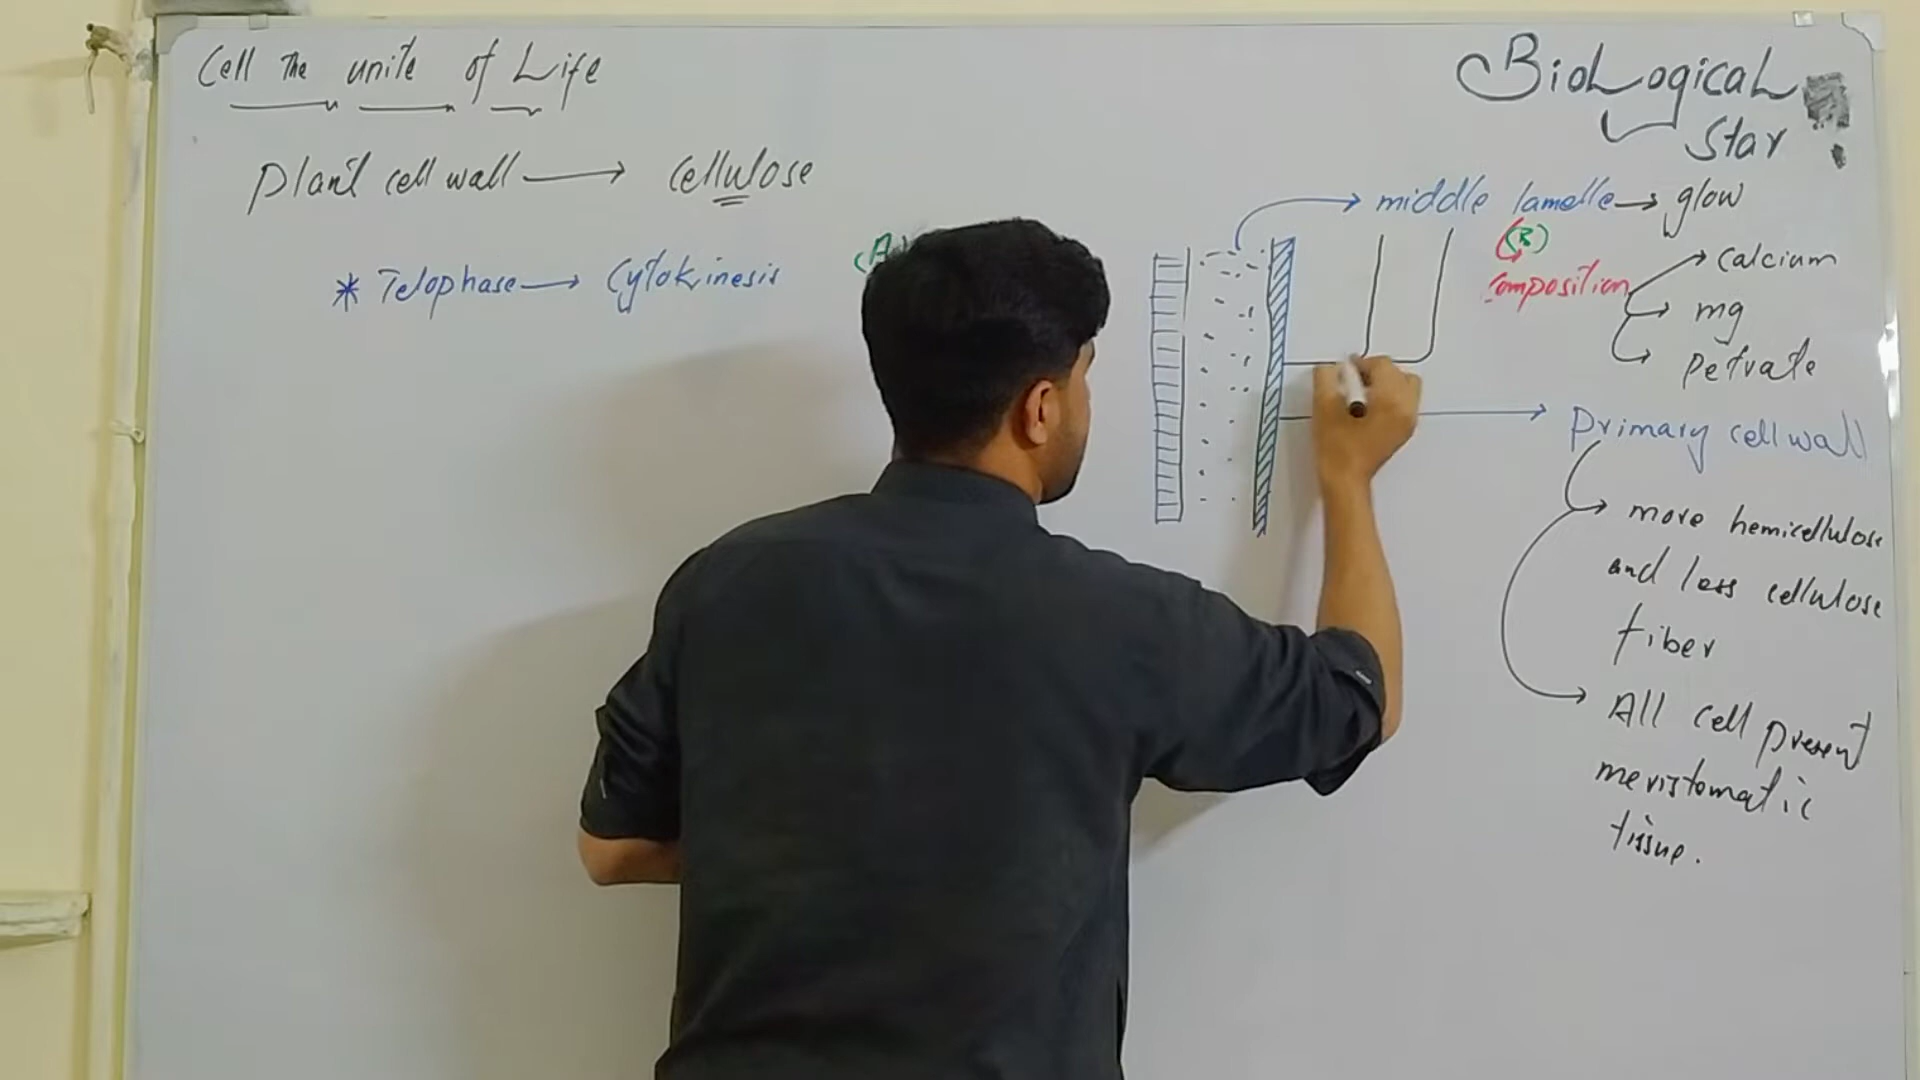 Cell The unite of Life
BioLogicaL
Star
Plant cell wall → cellulose
middle lamelle → glow
(B)
composition
calcium
mg
Petvate
* Telophase → Cytokinesis
(A)
Primary cell wall
more hemicellulose
and less cellulose
fiber
All cell present
meristomatic
tissue.